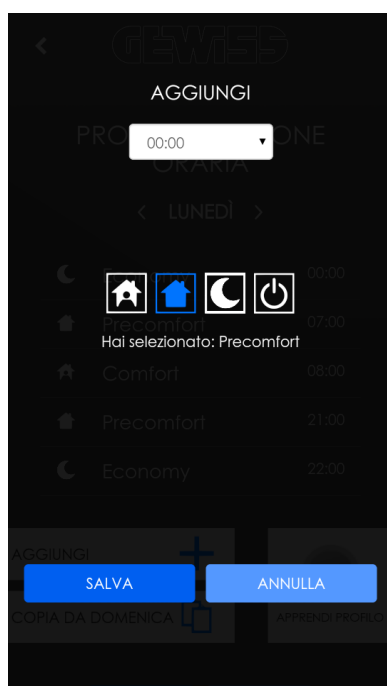 GEWISS
AGGIUNGI
00:00
ORARIA
< LUNEDÌ >
Economy 00:00
Precomfort 07:00
Hai selezionato: Precomfort
Comfort 08:00
Precomfort 21:00
Economy 22:00
AGGIUNGI
SALVA ANNULLA
COPIA DA DOMENICA APPRENDI PROFILO